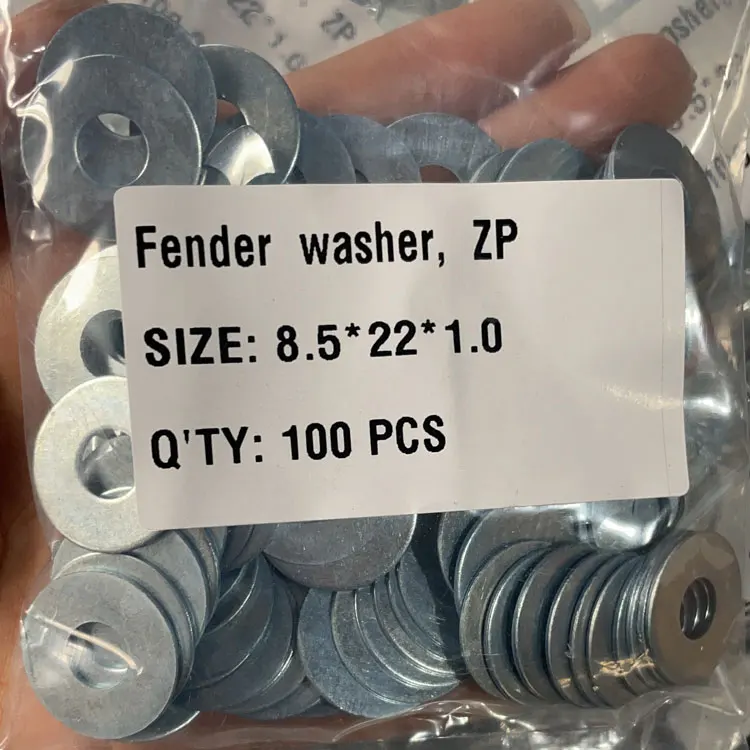 Fender washer, ZP
SIZE: 8.5*22*1.0
Q'TY: 100 PCS